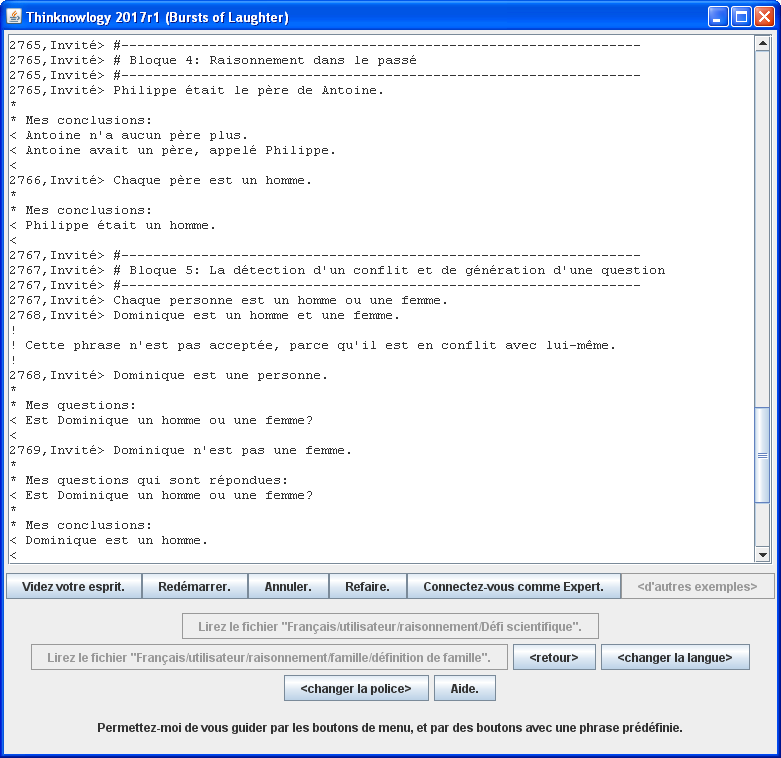 Thinknowlogy 2017r1 (Bursts of Laughter)
2765,Invité> #-----------------------------------------------------------------
2765,Invité> # Bloque 4: Raisonnement dans le passé
2765,Invité> #-----------------------------------------------------------------
2765,Invité> Philippe était le père de Antoine.
*
* Mes conclusions:
< Antoine n'a aucun père plus.
< Antoine avait un père, appelé Philippe.
<
2766,Invité> Chaque père est un homme.
*
* Mes conclusions:
< Philippe était un homme.
<
2767,Invité> #-----------------------------------------------------------------
2767,Invité> # Bloque 5: La détection d'un conflit et de génération d'une question
2767,Invité> #-----------------------------------------------------------------
2767,Invité> Chaque personne est un homme ou une femme.
2768,Invité> Dominique est un homme et une femme.
!
! Cette phrase n'est pas acceptée, parce qu'il est en conflit avec lui-même.
!
2768,Invité> Dominique est une personne.
*
* Mes questions:
< Est Dominique un homme ou une femme?
<
2769,Invité> Dominique n'est pas une femme.
*
* Mes questions qui sont répondues:
< Est Dominique un homme ou une femme?
*
* Mes conclusions:
< Dominique est un homme.
<
Videz votre esprit. Redémarrer. Annuler. Refaire. Connectez-vous comme Expert. <d'autres exemples>
Lirez le fichier "Français/utilisateur/raisonnement/Défi scientifique".
Lirez le fichier "Français/utilisateur/raisonnement/famille/définition de famille". <retour> <changer la langue>
<changer la police> Aide.
Permettez-moi de vous guider par les boutons de menu, et par des boutons avec une phrase prédéfinie.